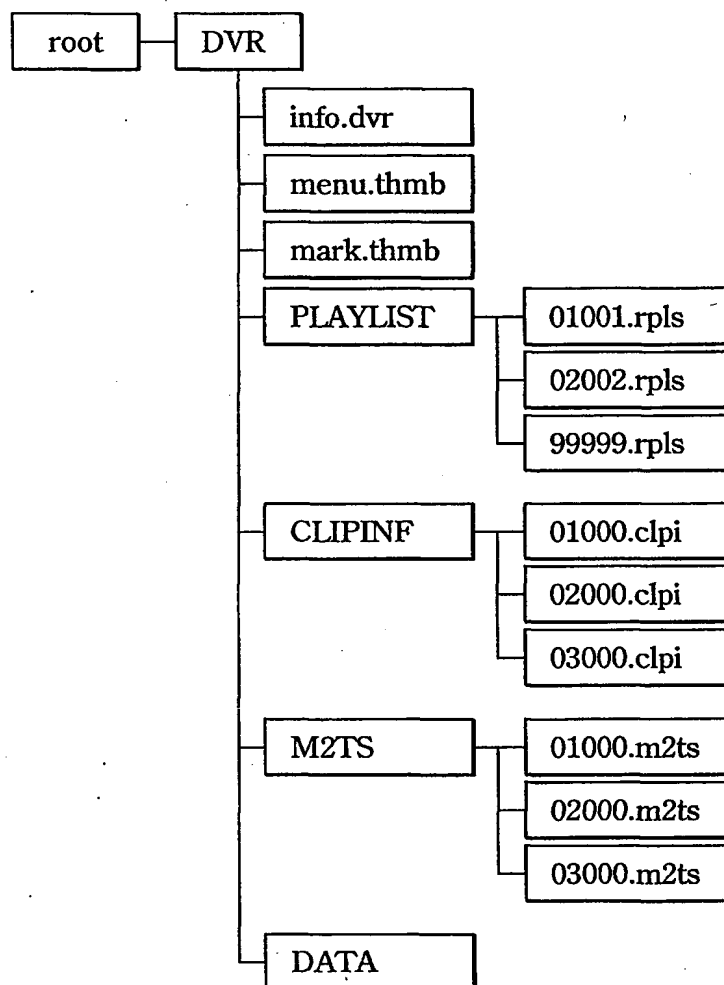 root
DVR
info.dvr
menu.thmb
mark.thmb
PLAYLIST
01001.rpls
02002.rpls
99999.rpls
CLIPINF
01000.clpi
02000.clpi
03000.clpi
M2TS
01000.m2ts
02000.m2ts
03000.m2ts
DATA